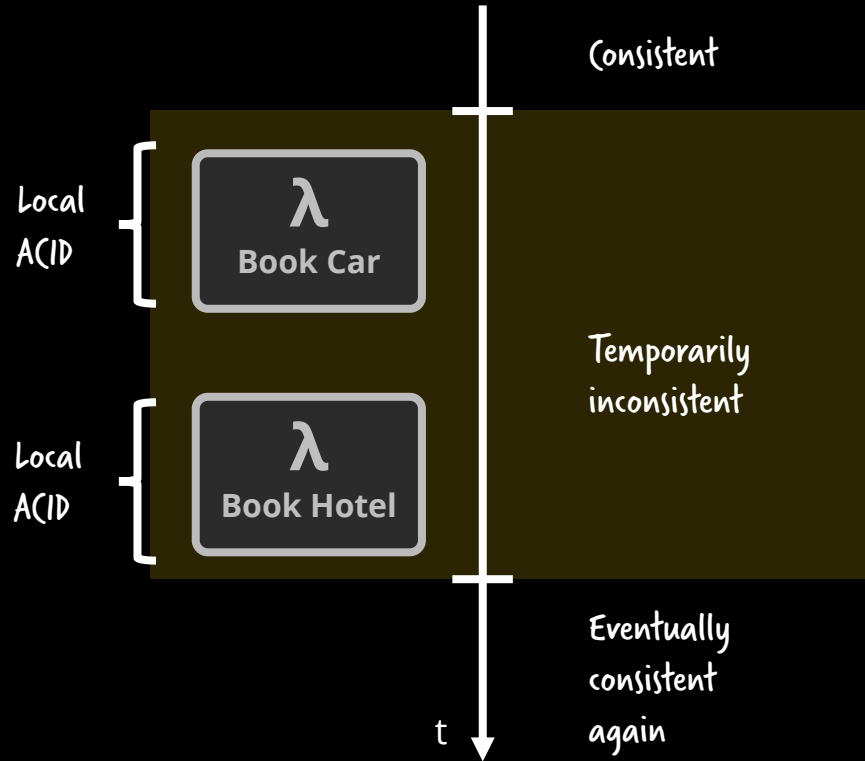 Consistent
Local
ACID
λ
Book Car
Temporarily
inconsistent
Local
ACID
λ
Book Hotel
Eventually
consistent
again
t